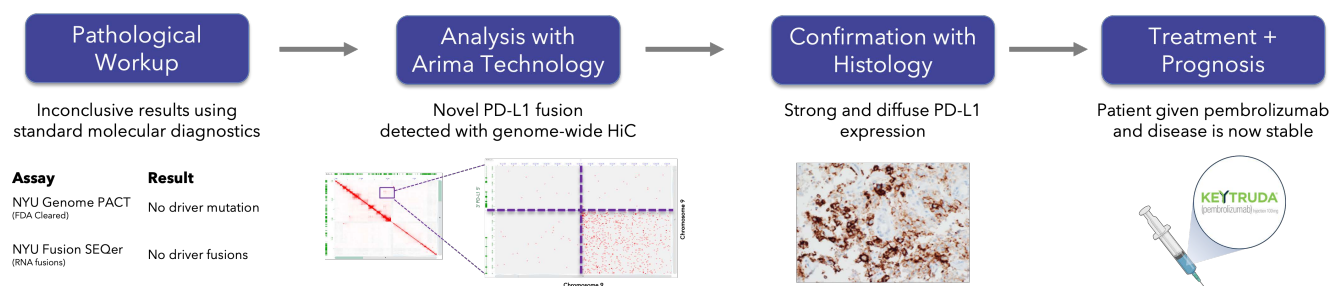 Pathological
Workup
Analysis with
Arima Technology
Confirmation with
Histology
Treatment +
Prognosis
Inconclusive results using
standard molecular diagnostics
Novel PD-L1 fusion
detected with genome-wide HiC
Strong and diffuse PD-L1
expression
Patient given pembrolizumab
and disease is now stable
Assay Result
NYU Genome PACT
(FDA Cleared)
No driver mutation
NYU Fusion SEQer
(RNA fusions)
No driver fusions
Chromosome 9
Chromosome 9
KEYTRUDA
(pembrolizumab)